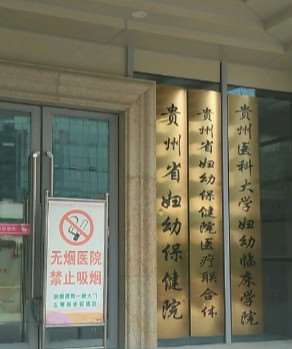 贵州省妇幼保健院
贵州省妇幼保健院医疗联合体
贵州医科大学妇幼临床学院
无烟医院
禁止吸烟